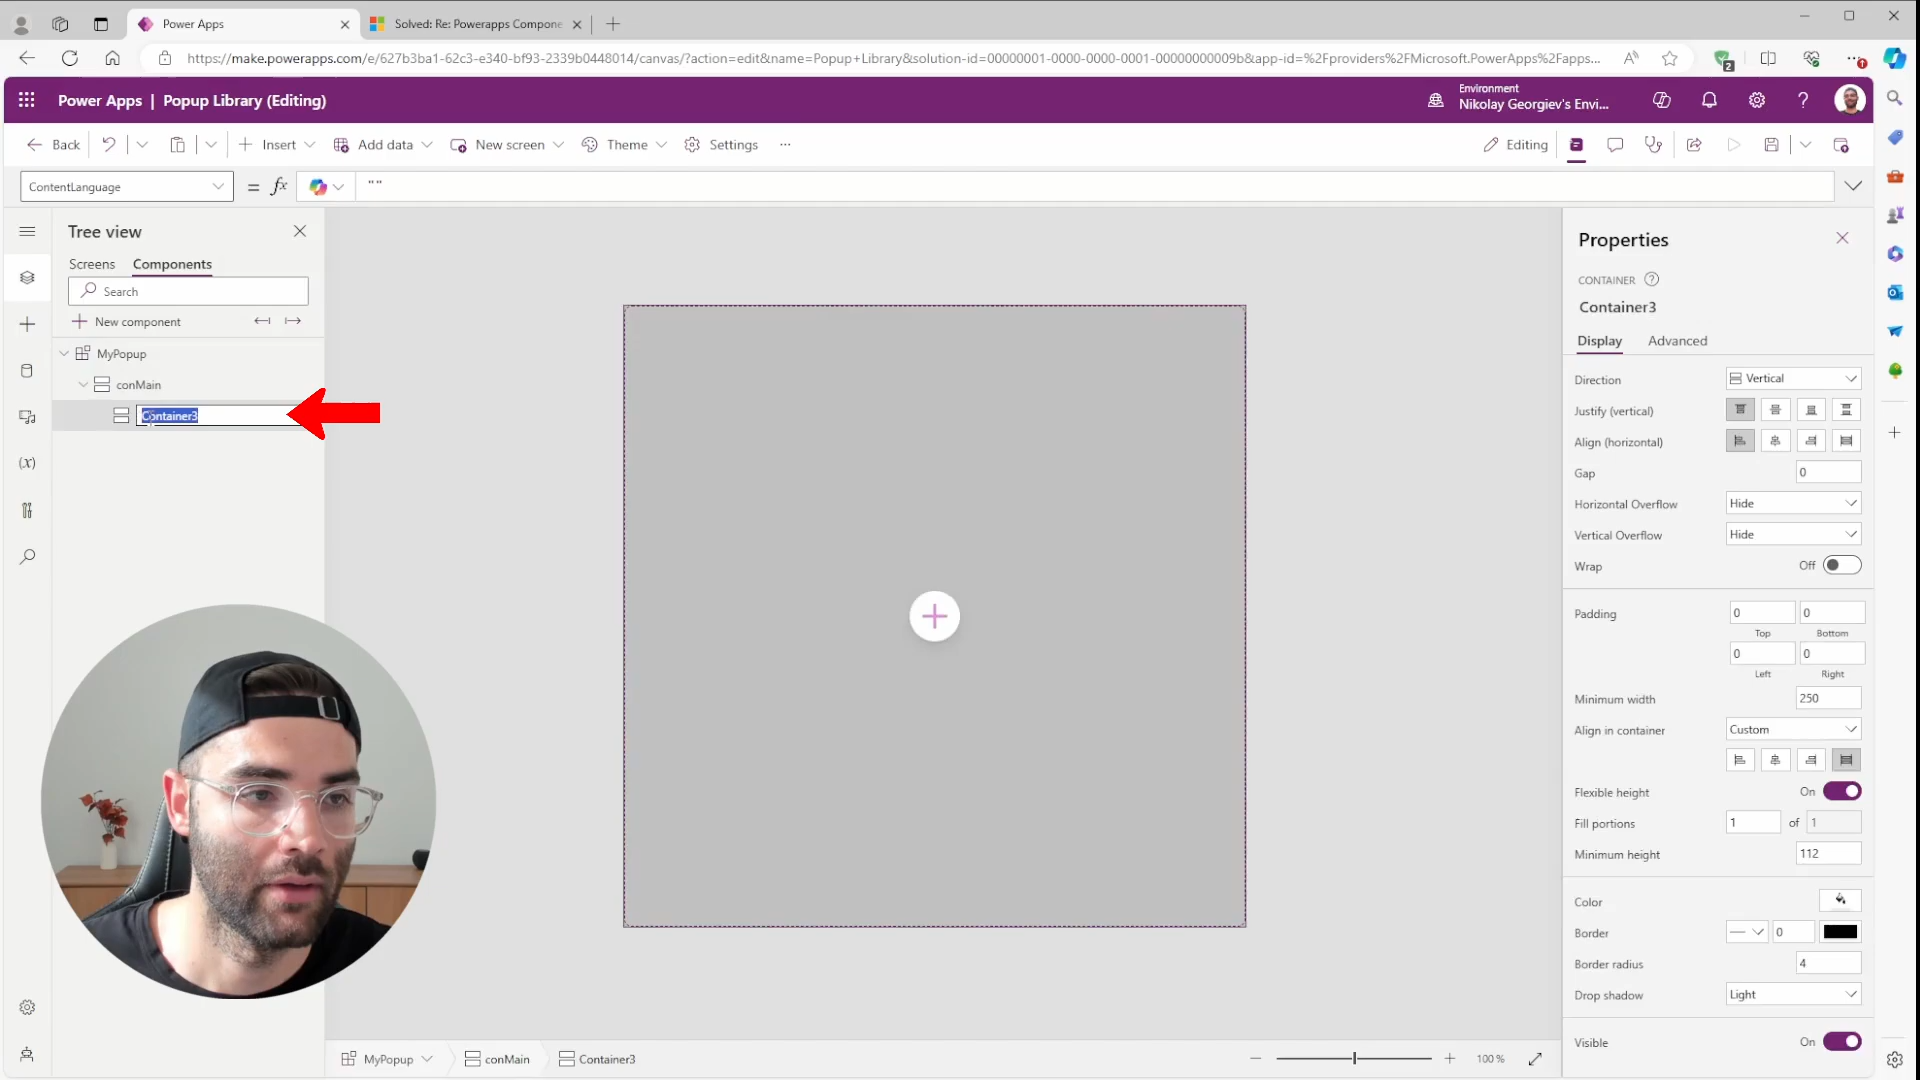 Power Apps
Solved: Re: Powerapps Compone
https://make.powerapps.com/e/627b3ba1-62c3-e340-bf93-2339b0448014/canvas/?action=edit&name=Popup+Library&solution-id=00000001-0000-0000-0001-00000000009b&app-id=%2Fproviders%2FMicrosoft.PowerApps%2Fapps...
2
Power Apps | Popup Library (Editing)
Environment
Nikolay Georgiev's Envi...
Back
Insert
Add data
New screen
Theme
Settings
Editing
ContentLanguage
= fx
""
Tree view
Screens
Components
Search
New component
MyPopup
conMain
Container3
Properties
CONTAINER
Container3
Display
Advanced
Direction
Vertical
Justify (vertical)
Align (horizontal)
Gap
0
Horizontal Overflow
Hide
Vertical Overflow
Hide
Wrap
Off
Padding
0
0
Top
Bottom
0
0
Left
Right
Minimum width
250
Align in container
Custom
Flexible height
On
Fill portions
1 of 1
Minimum height
112
Color
Border
0
Border radius
4
Drop shadow
Light
Visible
On
MyPopup
conMain
Container3
100 %